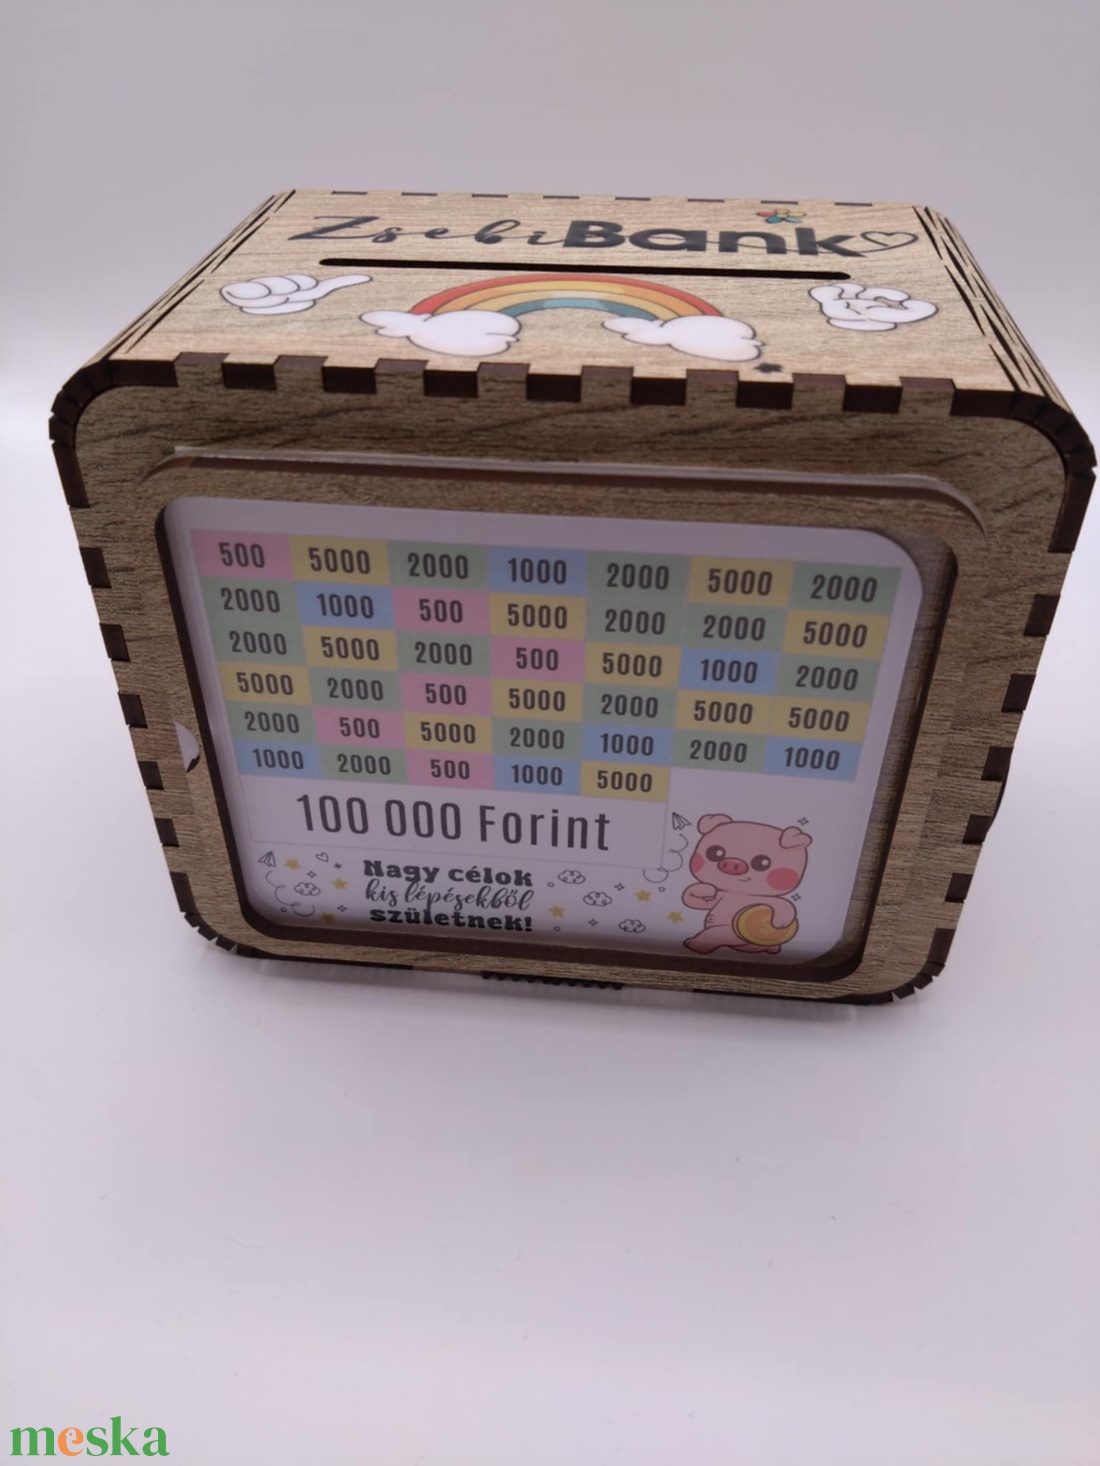 ZsebiBank
500 5000 2000 1000 2000 5000 2000
2000 1000 500 5000 2000 2000 5000
2000 5000 2000 500 5000 1000 2000
5000 2000 500 5000 2000 5000 5000
2000 500 5000 2000 1000 2000 1000
1000 2000 500 1000 5000
100 000 Forint
Nagy célok
kis lépésekből
születnek!
meska